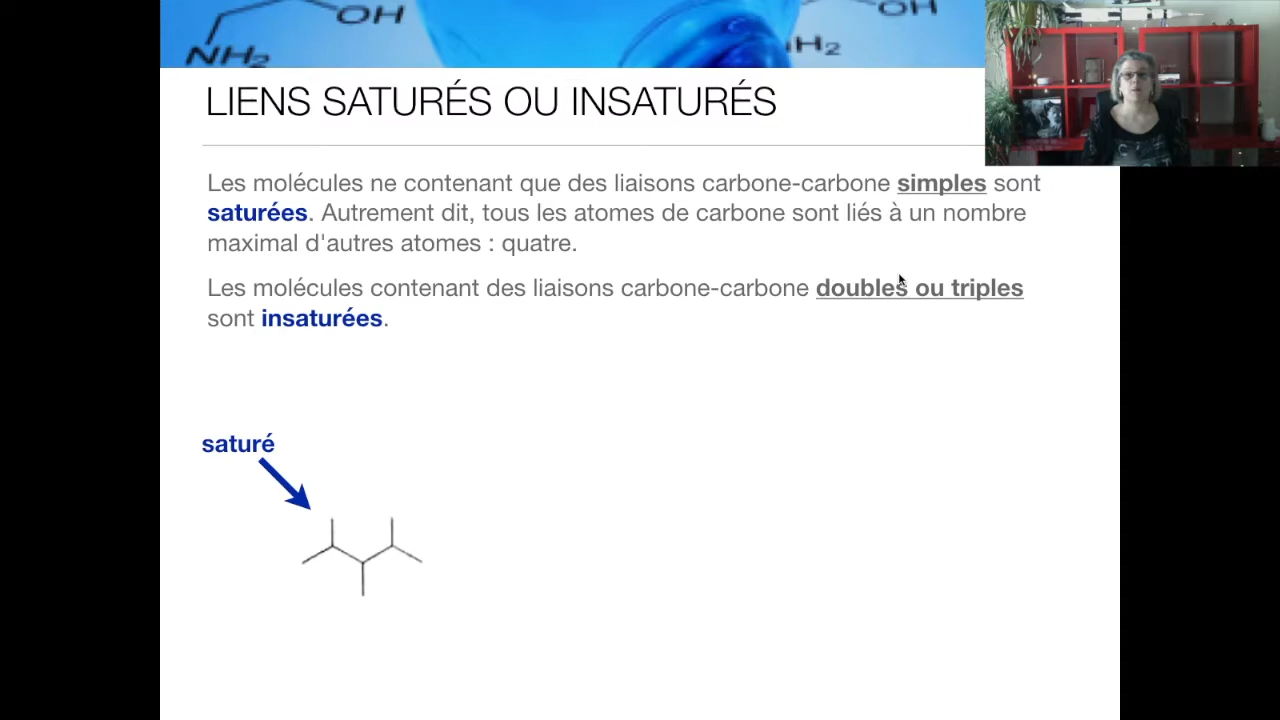 OH
OH
NH₂
H₂
LIENS SATURÉS OU INSATURÉS
Les molécules ne contenant que des liaisons carbone-carbone simples sont
saturées. Autrement dit, tous les atomes de carbone sont liés à un nombre
maximal d'autres atomes : quatre.
Les molécules contenant des liaisons carbone-carbone doubles ou triples
sont insaturées.
saturé